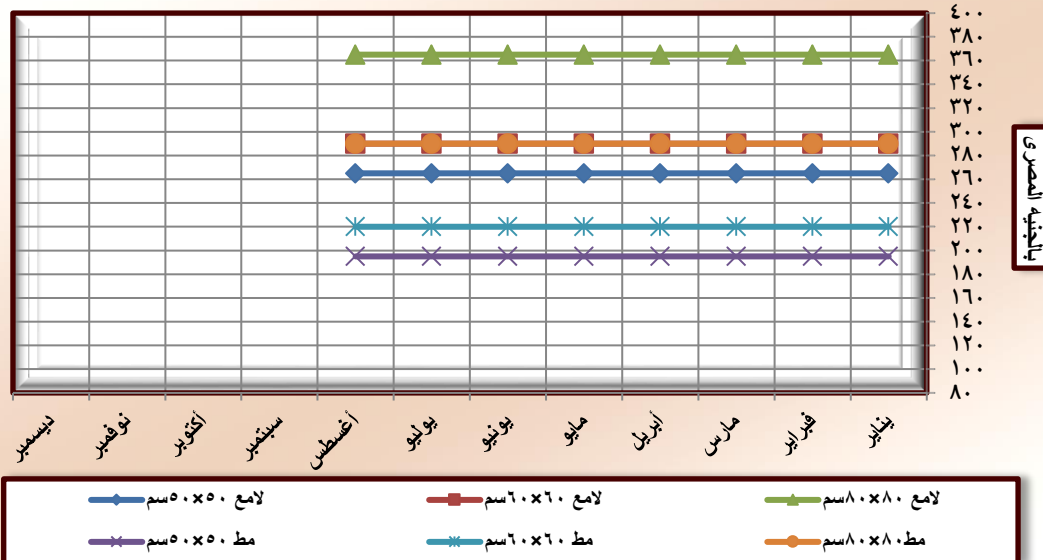 ٤٠٠
٣٨٠
٣٦٠
٣٤٠
٣٢٠
٣٠٠
٢٨٠
٢٦٠
٢٤٠
٢٢٠
٢٠٠
١٨٠
١٦٠
١٤٠
١٢٠
١٠٠
٨٠
بالجنيه المصرى
يناير
فبراير
مارس
أبريل
مايو
يونيو
يوليو
أغسطس
سبتمبر
أكتوبر
نوفمبر
ديسمبر
لامع ٨٠×٨٠سم
لامع ٦٠×٦٠سم
لامع ٥٠×٥٠سم
مط٨٠×٨٠سم
مط ٦٠×٦٠سم
مط ٥٠×٥٠سم